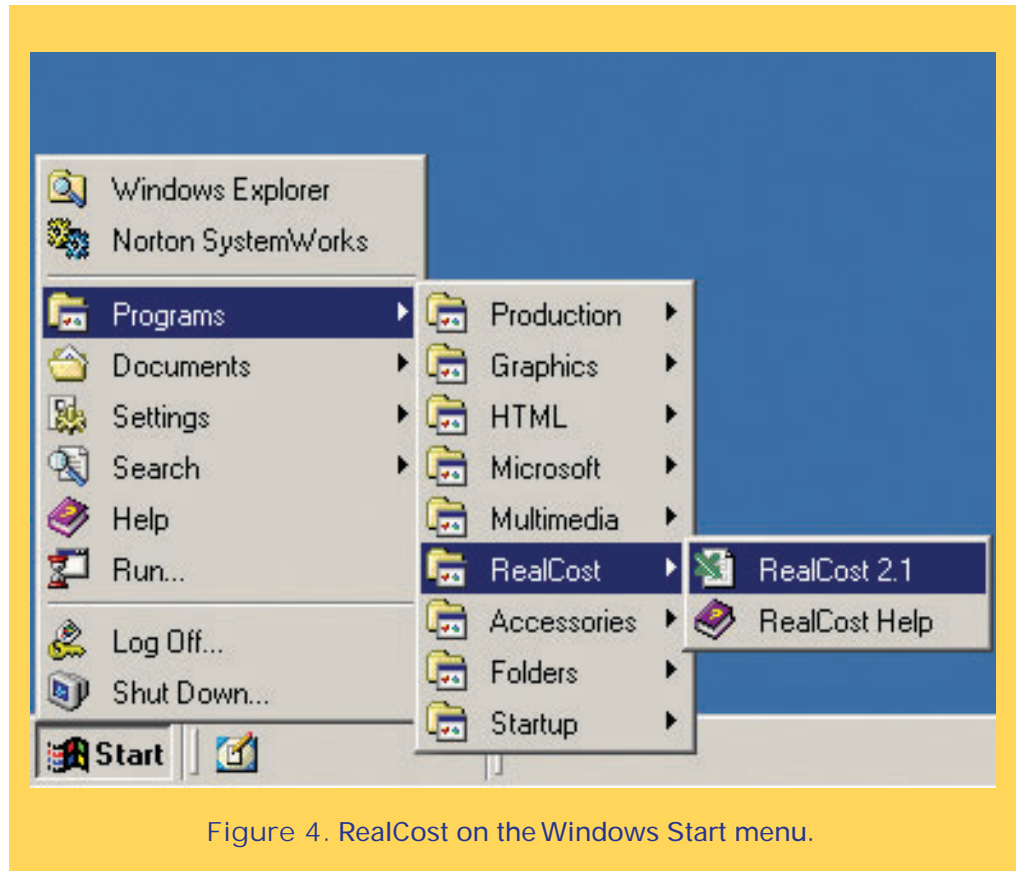 Windows Explorer
Norton SystemWorks
Programs
Documents
Settings
Search
Help
Run...
Log Off...
Shut Down...
Production
Graphics
HTML
Microsoft
Multimedia
RealCost
Accessories
Folders
Startup
RealCost 2.1
RealCost Help
Start
Figure 4. RealCost on the Windows Start menu.